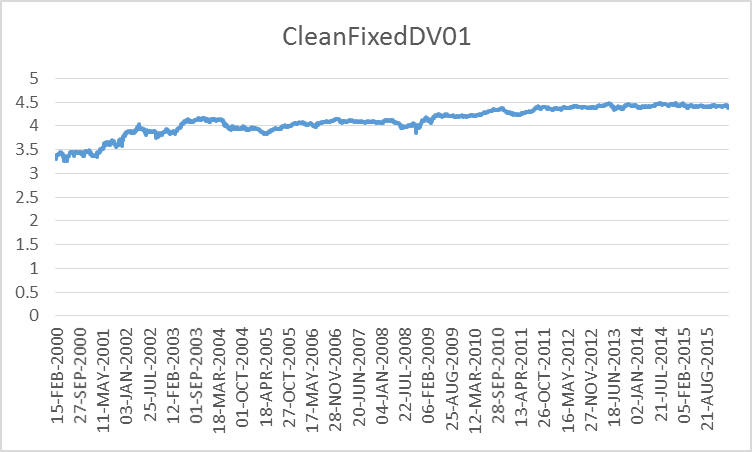 CleanFixedDV01
5
4.5
4
3.5
3
2.5
2
1.5
1
0.5
0
15-FEB-2000
27-SEP-2000
11-MAY-2001
03-JAN-2002
25-JUL-2002
12-FEB-2003
01-SEP-2003
18-MAR-2004
01-OCT-2004
18-APR-2005
27-OCT-2005
17-MAY-2006
28-NOV-2006
20-JUN-2007
04-JAN-2008
22-JUL-2008
06-FEB-2009
25-AUG-2009
12-MAR-2010
28-SEP-2010
13-APR-2011
26-OCT-2011
16-MAY-2012
27-NOV-2012
18-JUN-2013
02-JAN-2014
21-JUL-2014
05-FEB-2015
21-AUG-2015